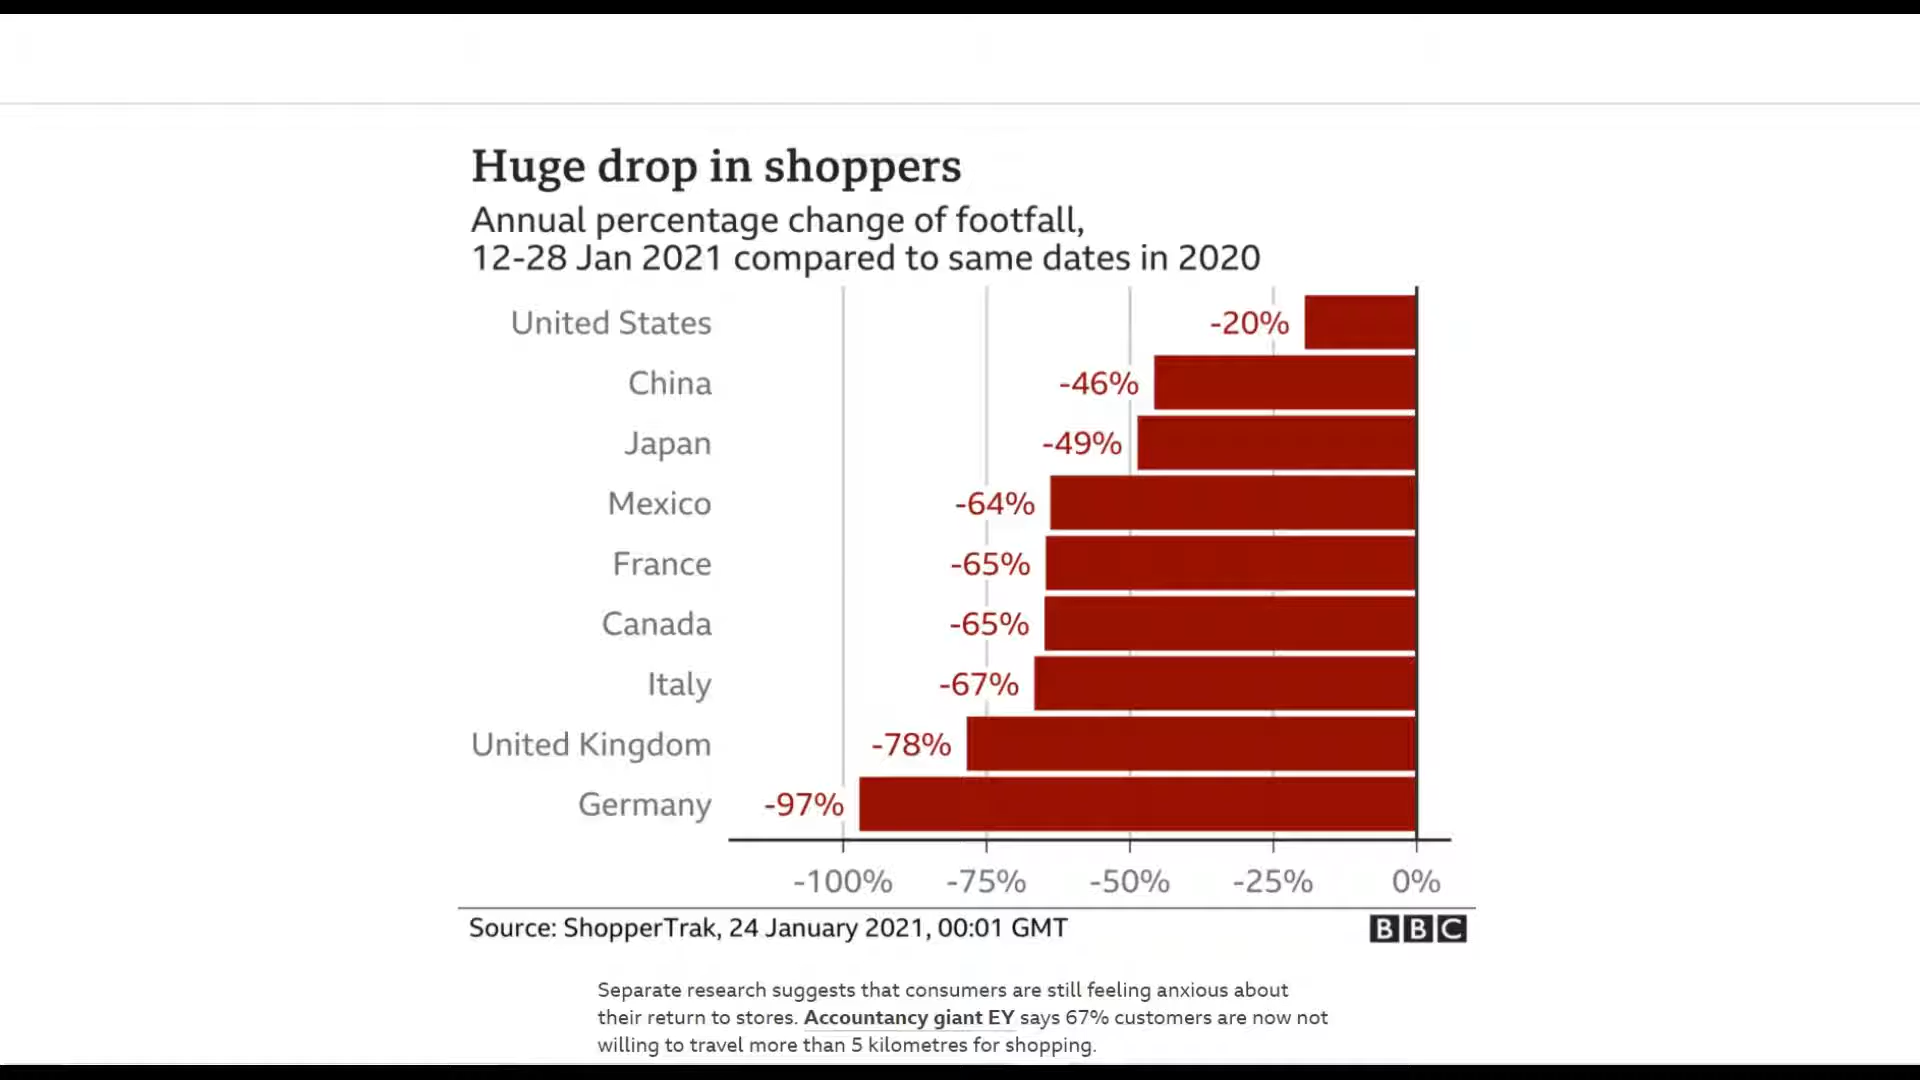 Huge drop in shoppers
Annual percentage change of footfall,
12-28 Jan 2021 compared to same dates in 2020
United States -20%
China -46%
Japan -49%
Mexico -64%
France -65%
Canada -65%
Italy -67%
United Kingdom -78%
Germany -97%
-100% -75% -50% -25% 0%
Source: ShopperTrak, 24 January 2021, 00:01 GMT BBC
Separate research suggests that consumers are still feeling anxious about
their return to stores. Accountancy giant EY says 67% customers are now not
willing to travel more than 5 kilometres for shopping.